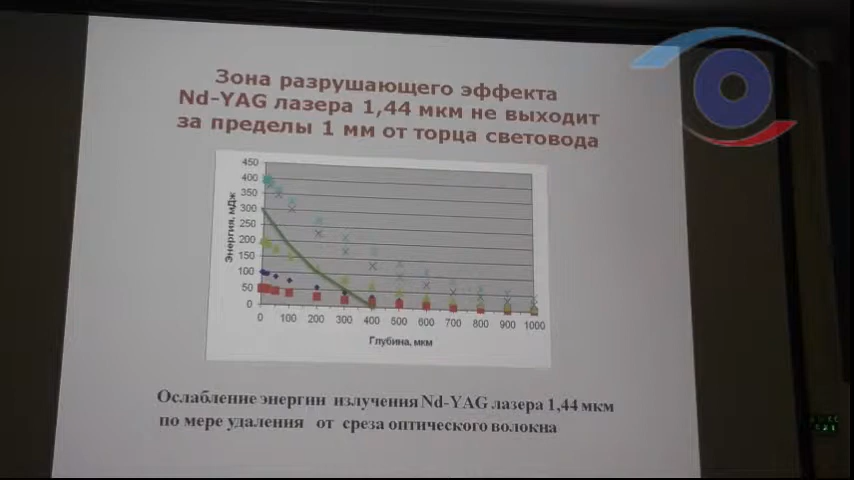 Зона разрушающего эффекта
Nd-YAG лазера 1,44 мкм не выходит
за пределы 1 мм от торца световода
450
400
350
300
250
200
150
100
50
0
Энергия, мДж
0 100 200 300 400 500 600 700 800 900 1000
Глубина, мкм
Ослабление энергии излучения Nd-YAG лазера 1,44 мкм
по мере удаления от среза оптического волокна